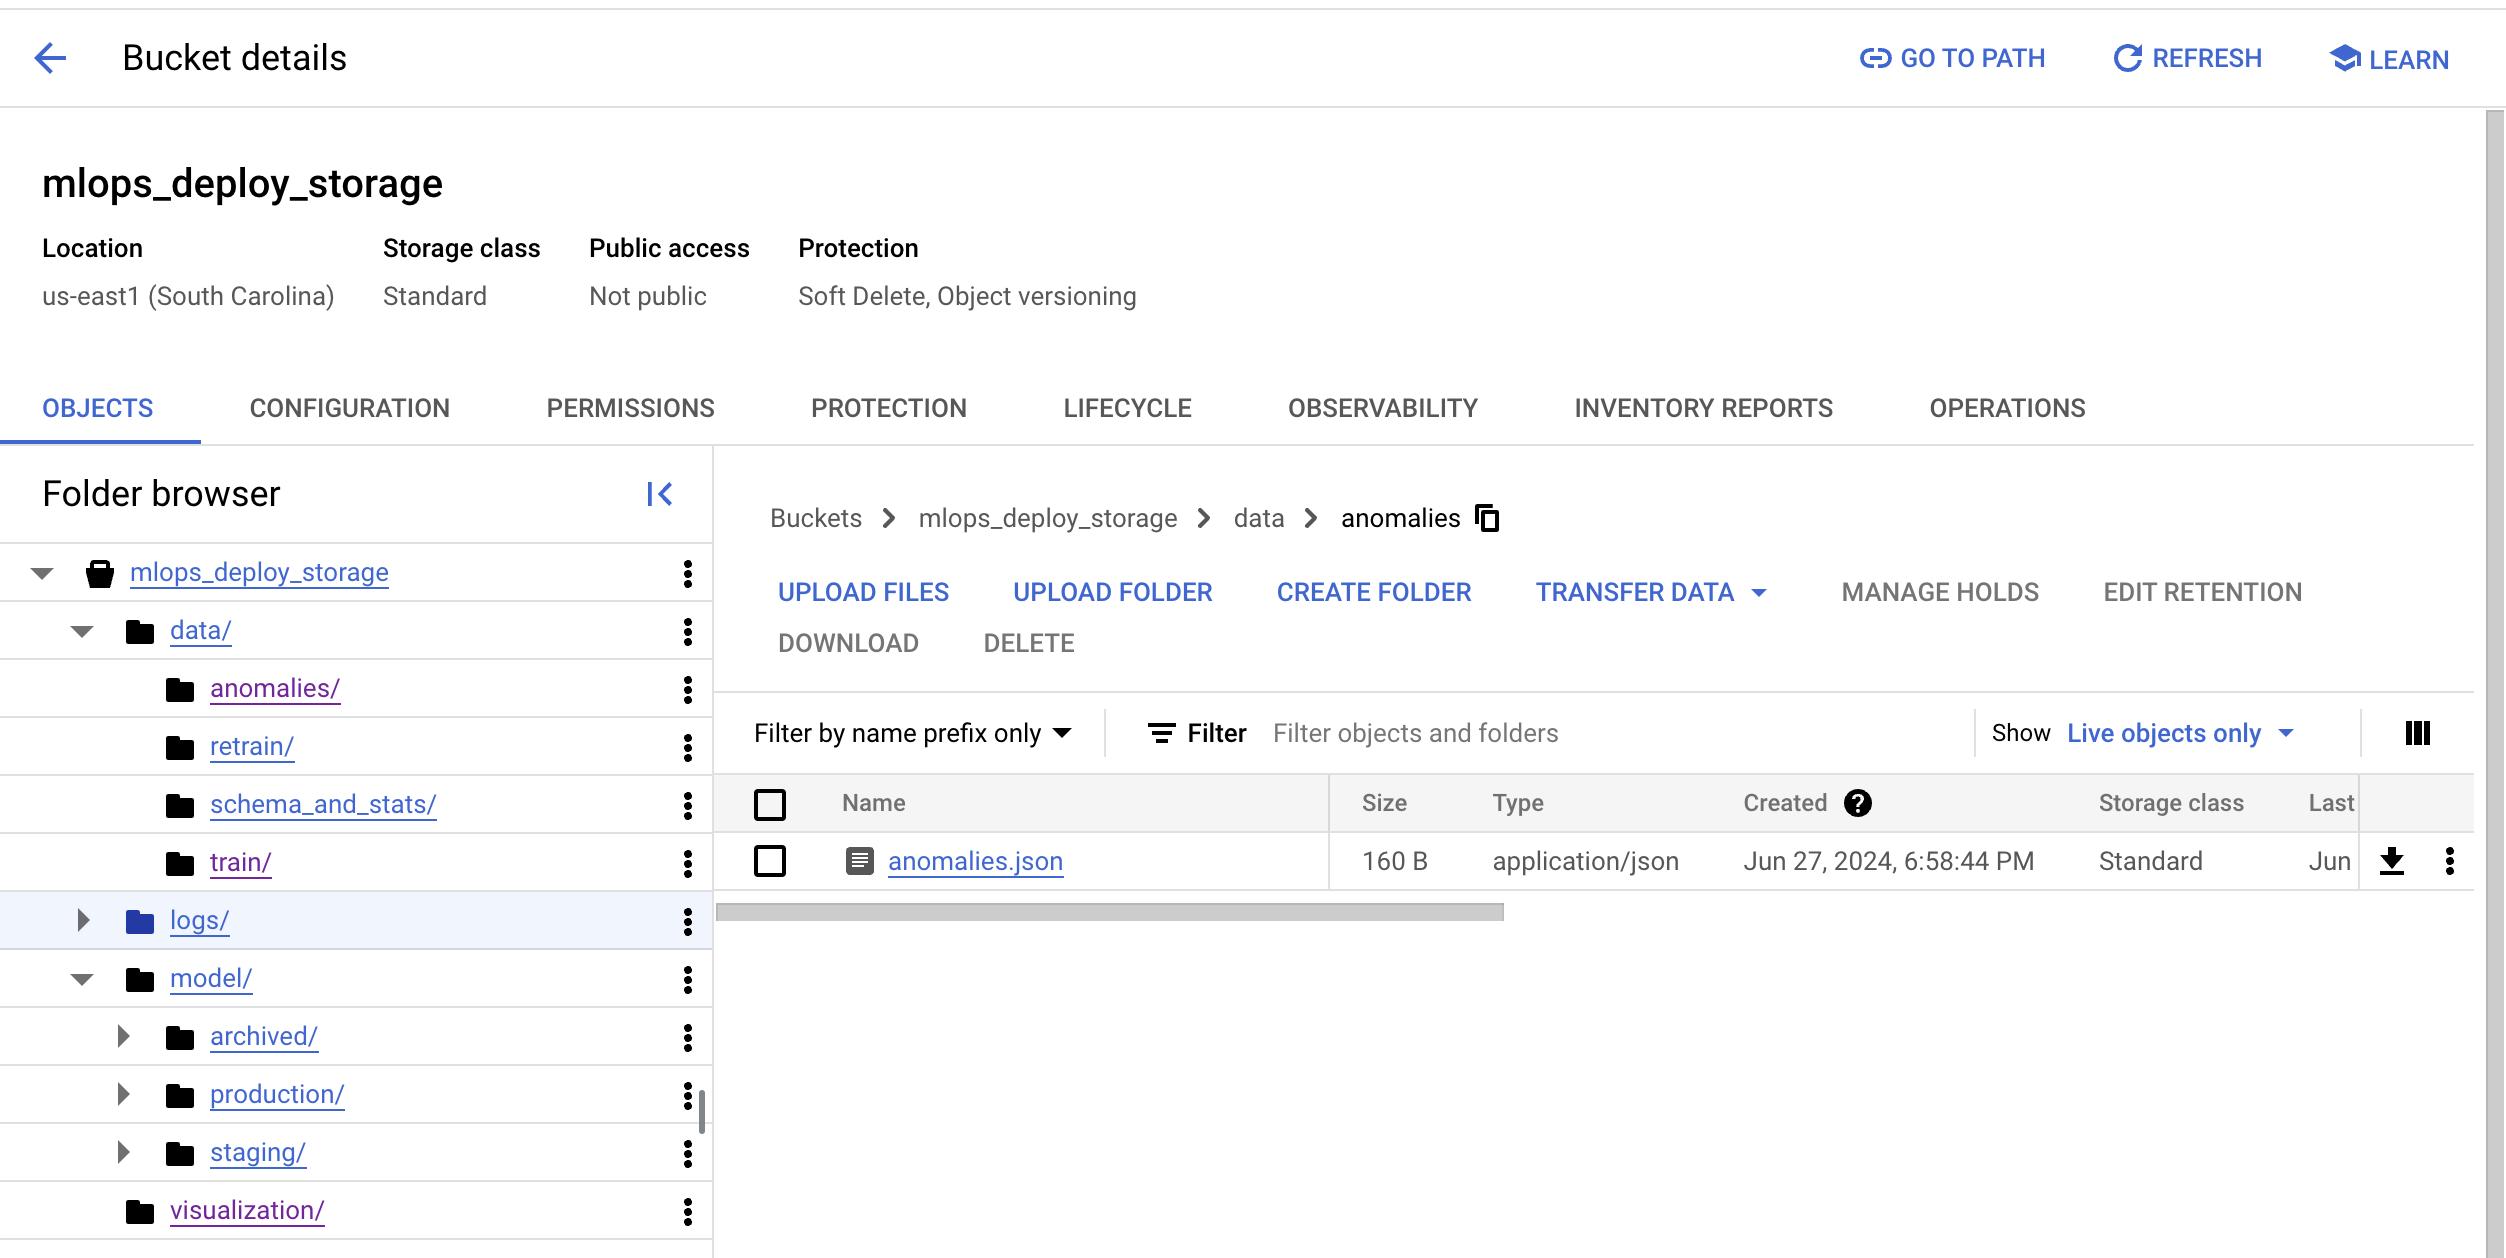 Bucket details
GO TO PATH
REFRESH
LEARN
mlops_deploy_storage
Location Storage class Public access Protection
us-east1 (South Carolina) Standard Not public Soft Delete, Object versioning
OBJECTS CONFIGURATION PERMISSIONS PROTECTION LIFECYCLE OBSERVABILITY INVENTORY REPORTS OPERATIONS
Folder browser
mlops_deploy_storage
data/
anomalies/
retrain/
schema_and_stats/
train/
logs/
model/
archived/
production/
staging/
visualization/
Buckets mlops_deploy_storage data anomalies
UPLOAD FILES UPLOAD FOLDER CREATE FOLDER TRANSFER DATA MANAGE HOLDS EDIT RETENTION
DOWNLOAD DELETE
Filter by name prefix only Filter Filter objects and folders Show Live objects only
Name Size Type Created ? Storage class Last
anomalies.json 160 B application/json Jun 27, 2024, 6:58:44 PM Standard Jun